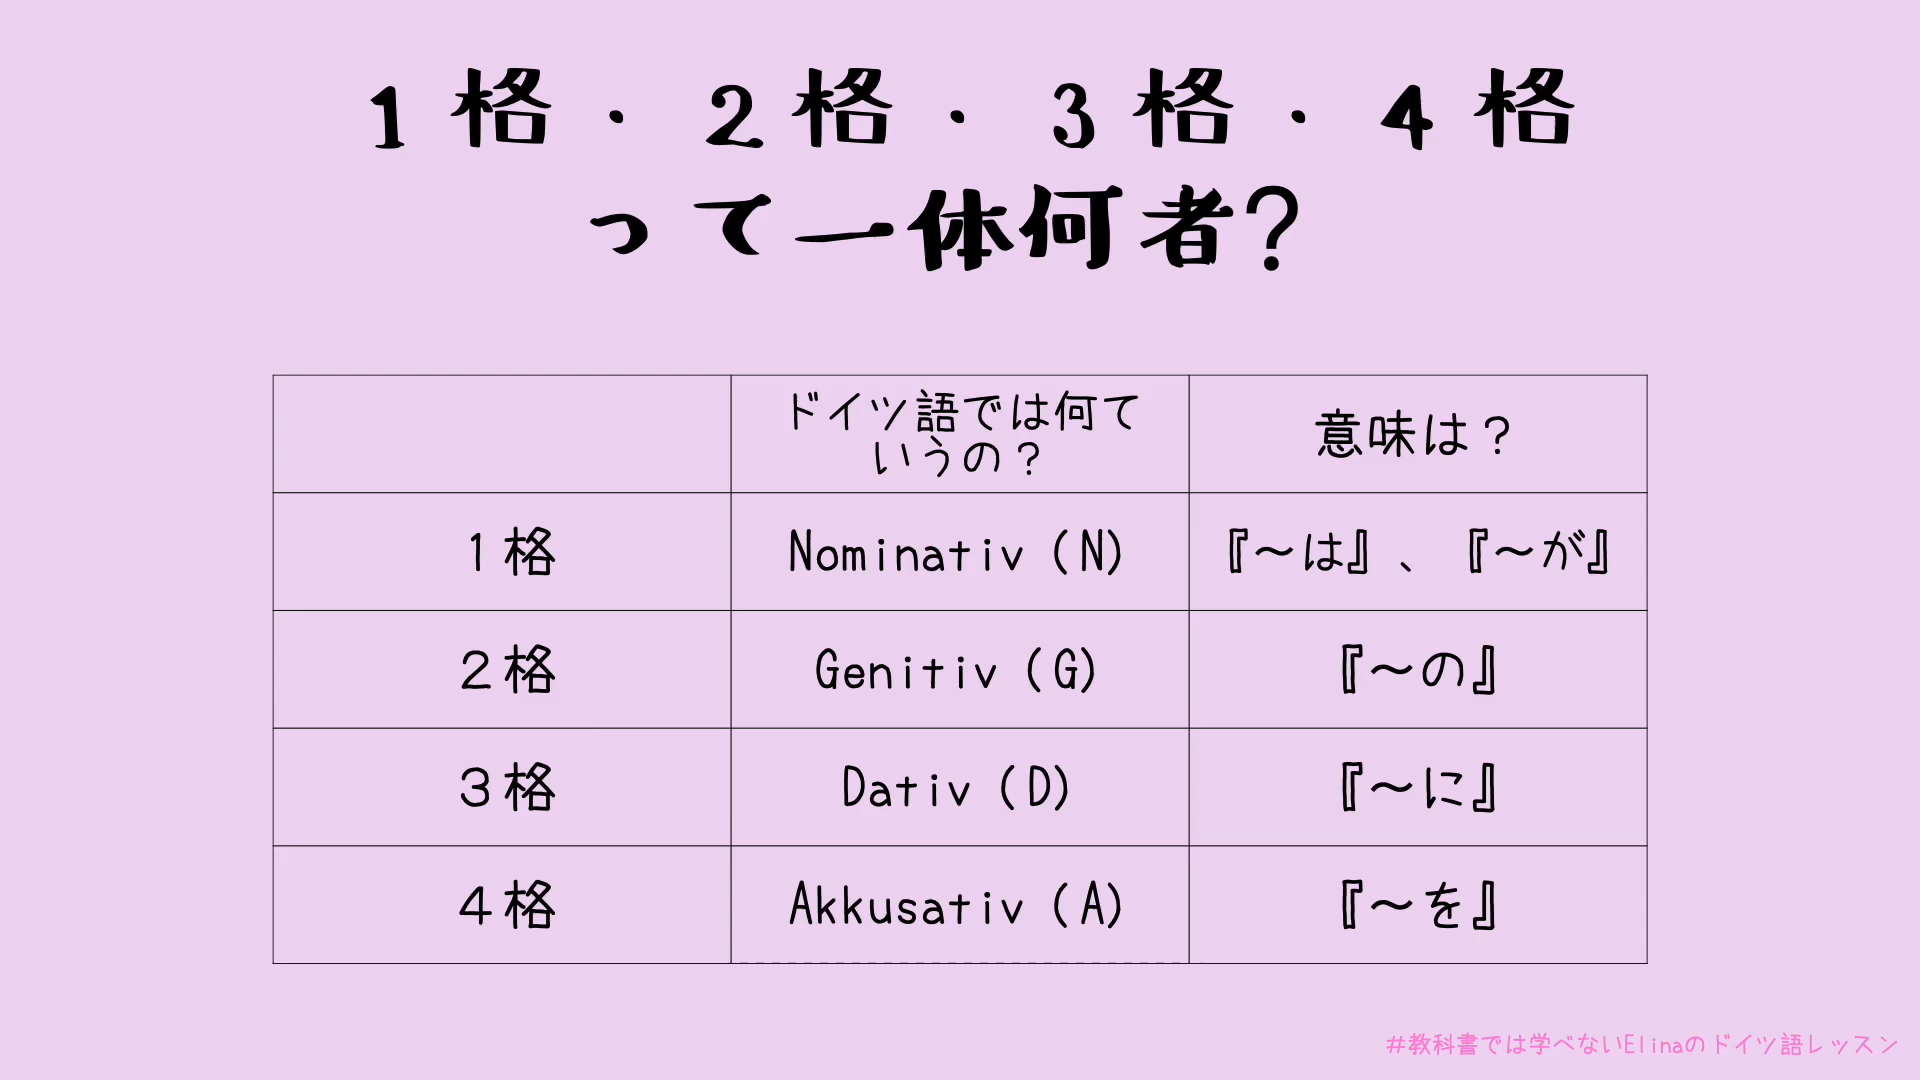 1格・2格・3格・4格
って一体何者?
ドイツ語では何て
いうの？
意味は？
1格
Nominativ (N)
『〜は』、『〜が』
2格
Genitiv (G)
『〜の』
3格
Dativ (D)
『〜に』
4格
Akkusativ (A)
『〜を』
#教科書では学べないElinaのドイツ語レッスン